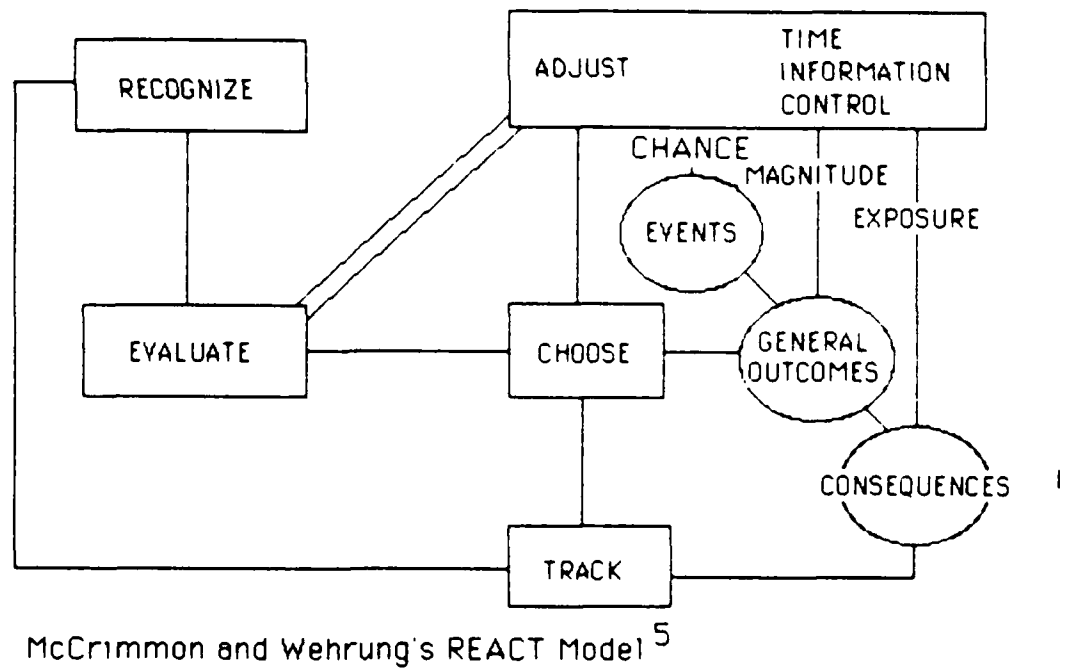 RECOGNIZE
ADJUST
TIME
INFORMATION
CONTROL
CHANCE
MAGNITUDE
EXPOSURE
EVENTS
EVALUATE
CHOOSE
GENERAL
OUTCOMES
CONSEQUENCES
TRACK
McCrimmon and Wehrung's REACT Model 5